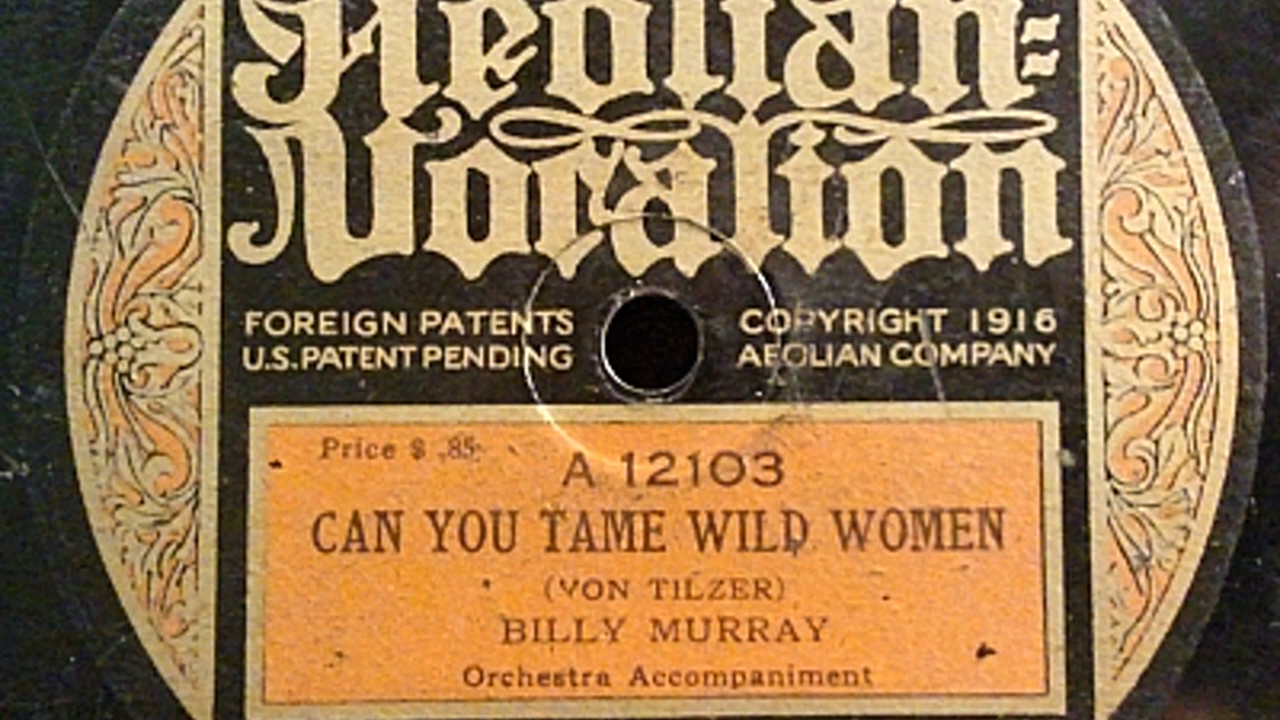 Aeolian-
Vocalion
FOREIGN PATENTS
U.S. PATENT PENDING
COPYRIGHT 1916
AEOLIAN COMPANY
Price $ .85
A 12103
CAN YOU TAME WILD WOMEN
(VON TILZER)
BILLY MURRAY
Orchestra Accompaniment